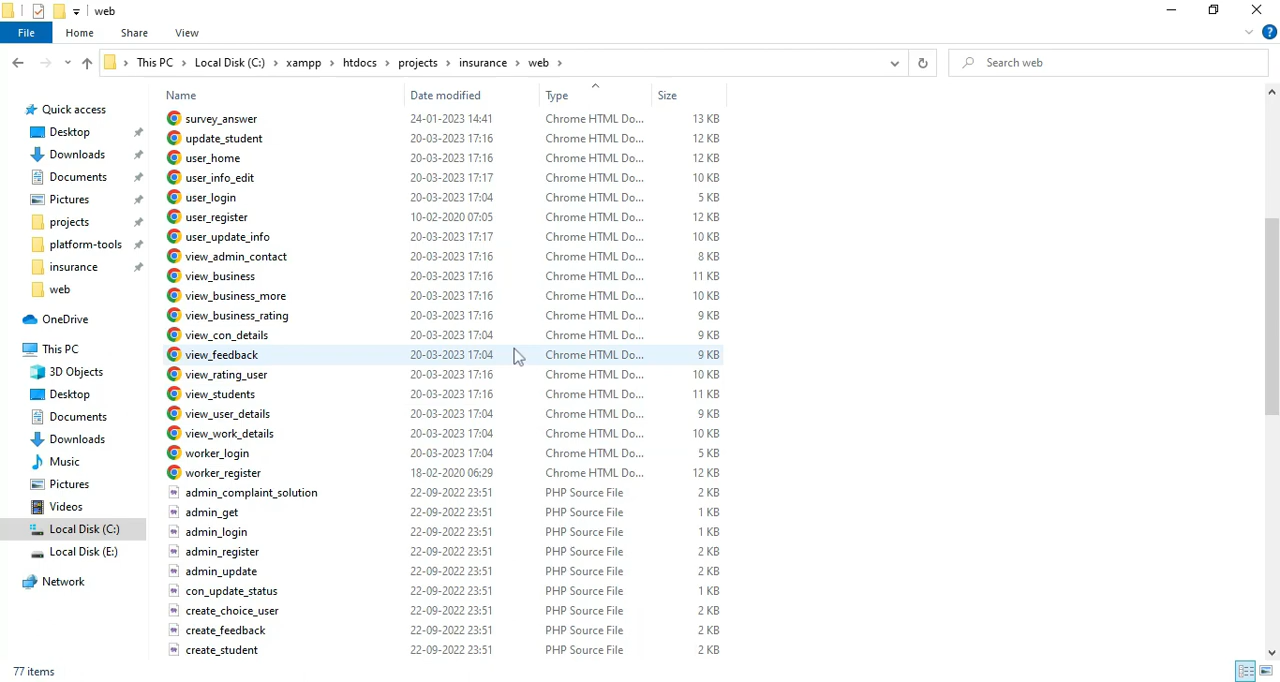 web
File Home Share View
This PC Local Disk (C:) xampp htdocs projects insurance web Search web
Name Date modified Type Size
Quick access
Desktop
Downloads
Documents
Pictures
projects
platform-tools
insurance
web
OneDrive
This PC
3D Objects
Desktop
Documents
Downloads
Music
Pictures
Videos
Local Disk (C:)
Local Disk (E:)
Network
survey_answer 24-01-2023 14:41 Chrome HTML Do... 13 KB
update_student 20-03-2023 17:16 Chrome HTML Do... 12 KB
user_home 20-03-2023 17:16 Chrome HTML Do... 12 KB
user_info_edit 20-03-2023 17:17 Chrome HTML Do... 10 KB
user_login 20-03-2023 17:04 Chrome HTML Do... 5 KB
user_register 10-02-2020 07:05 Chrome HTML Do... 12 KB
user_update_info 20-03-2023 17:17 Chrome HTML Do... 10 KB
view_admin_contact 20-03-2023 17:16 Chrome HTML Do... 8 KB
view_business 20-03-2023 17:16 Chrome HTML Do... 11 KB
view_business_more 20-03-2023 17:16 Chrome HTML Do... 10 KB
view_business_rating 20-03-2023 17:16 Chrome HTML Do... 9 KB
view_con_details 20-03-2023 17:04 Chrome HTML Do... 9 KB
view_feedback 20-03-2023 17:04 Chrome HTML Do... 9 KB
view_rating_user 20-03-2023 17:16 Chrome HTML Do... 10 KB
view_students 20-03-2023 17:16 Chrome HTML Do... 11 KB
view_user_details 20-03-2023 17:04 Chrome HTML Do... 9 KB
view_work_details 20-03-2023 17:04 Chrome HTML Do... 10 KB
worker_login 20-03-2023 17:04 Chrome HTML Do... 5 KB
worker_register 18-02-2020 06:29 Chrome HTML Do... 12 KB
admin_complaint_solution 22-09-2022 23:51 PHP Source File 2 KB
admin_get 22-09-2022 23:51 PHP Source File 1 KB
admin_login 22-09-2022 23:51 PHP Source File 1 KB
admin_register 22-09-2022 23:51 PHP Source File 2 KB
admin_update 22-09-2022 23:51 PHP Source File 2 KB
con_update_status 22-09-2022 23:51 PHP Source File 1 KB
create_choice_user 22-09-2022 23:51 PHP Source File 2 KB
create_feedback 22-09-2022 23:51 PHP Source File 2 KB
create_student 22-09-2022 23:51 PHP Source File 2 KB
77 items